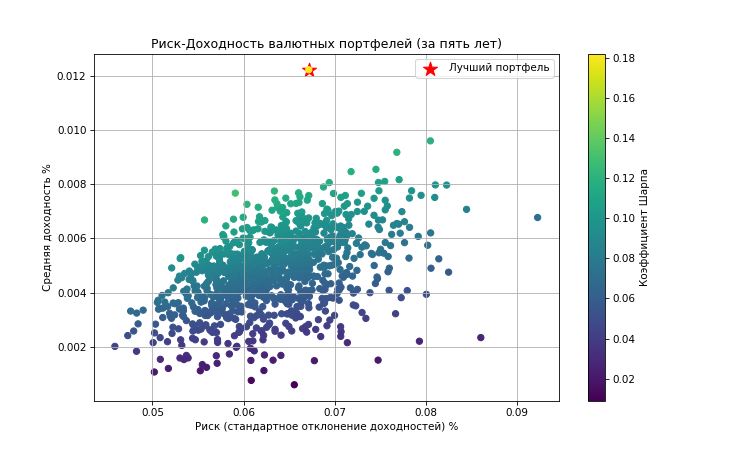 Риск-Доходность валютных портфелей (за пять лет)
Лучший портфель
Средняя доходность %
0.012
0.010
0.008
0.006
0.004
0.002
0.05 0.06 0.07 0.08 0.09
Риск (стандартное отклонение доходностей) %
0.18
0.16
0.14
0.12
0.10
0.08
0.06
0.04
0.02
Коэффициент Шарпа